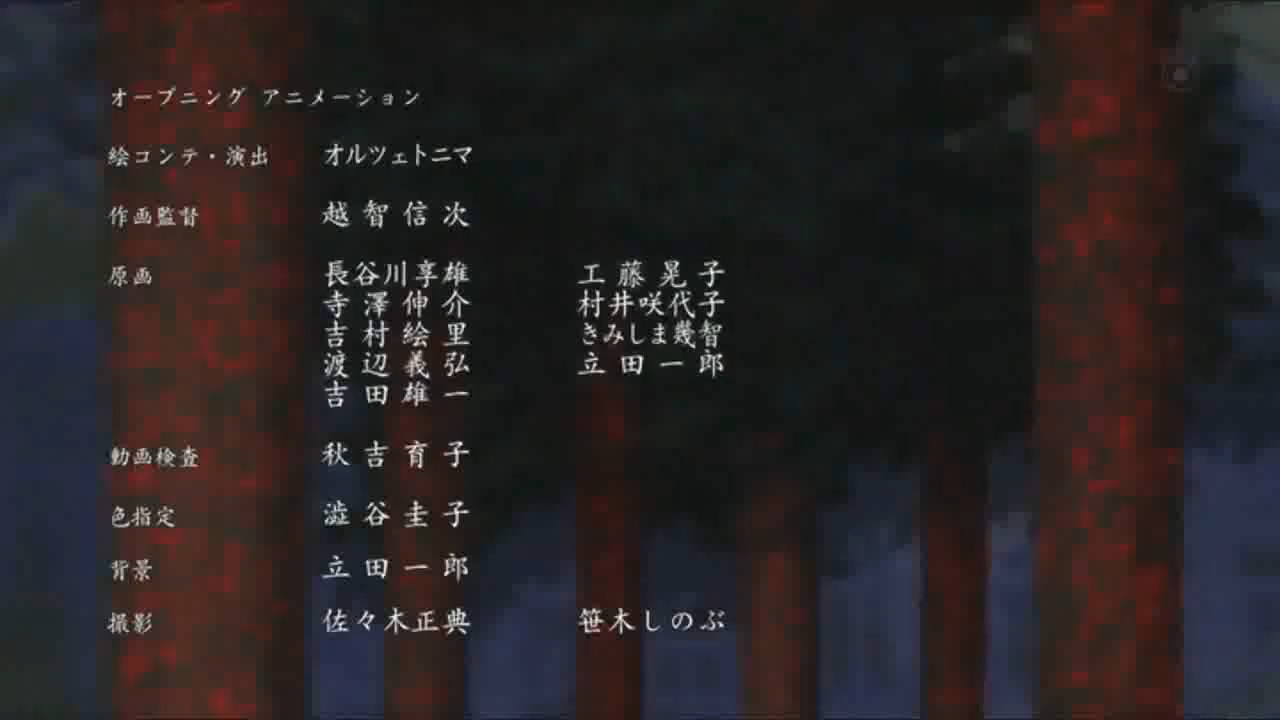 オープニング アニメーション
絵コンテ・演出 オルツェトニマ
作画監督 越智信次
原画 長谷川享雄 工藤晃子
寺澤伸介 村井咲代子
吉村絵里 きみしま幾智
渡辺義弘 立田一郎
吉田雄一
動画検査 秋吉育子
色指定 澁谷圭子
背景 立田一郎
撮影 佐々木正典 笹木しのぶ